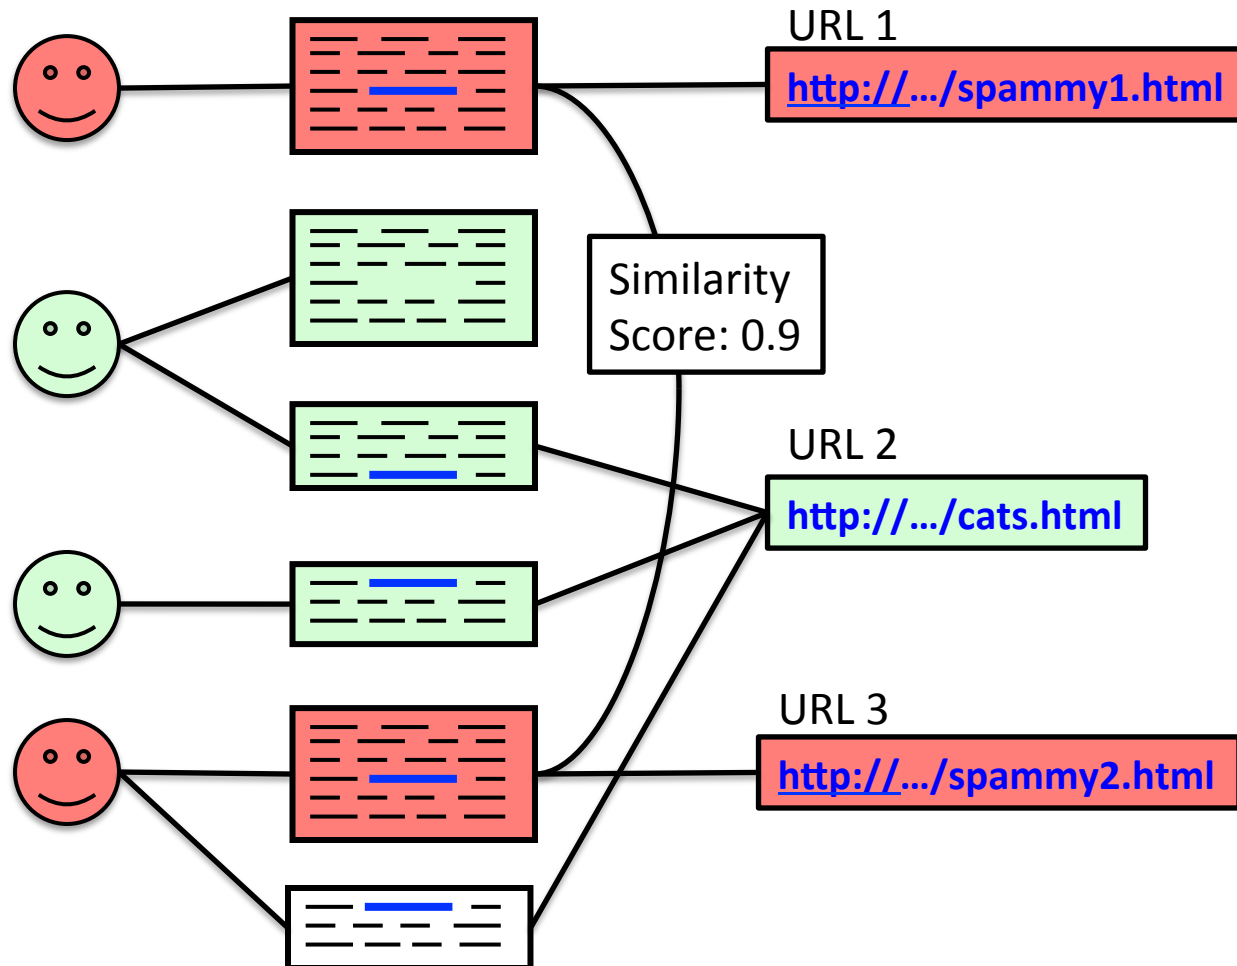 URL 1
http://…/spammy1.html
Similarity
Score: 0.9
URL 2
http://…/cats.html
URL 3
http://…/spammy2.html